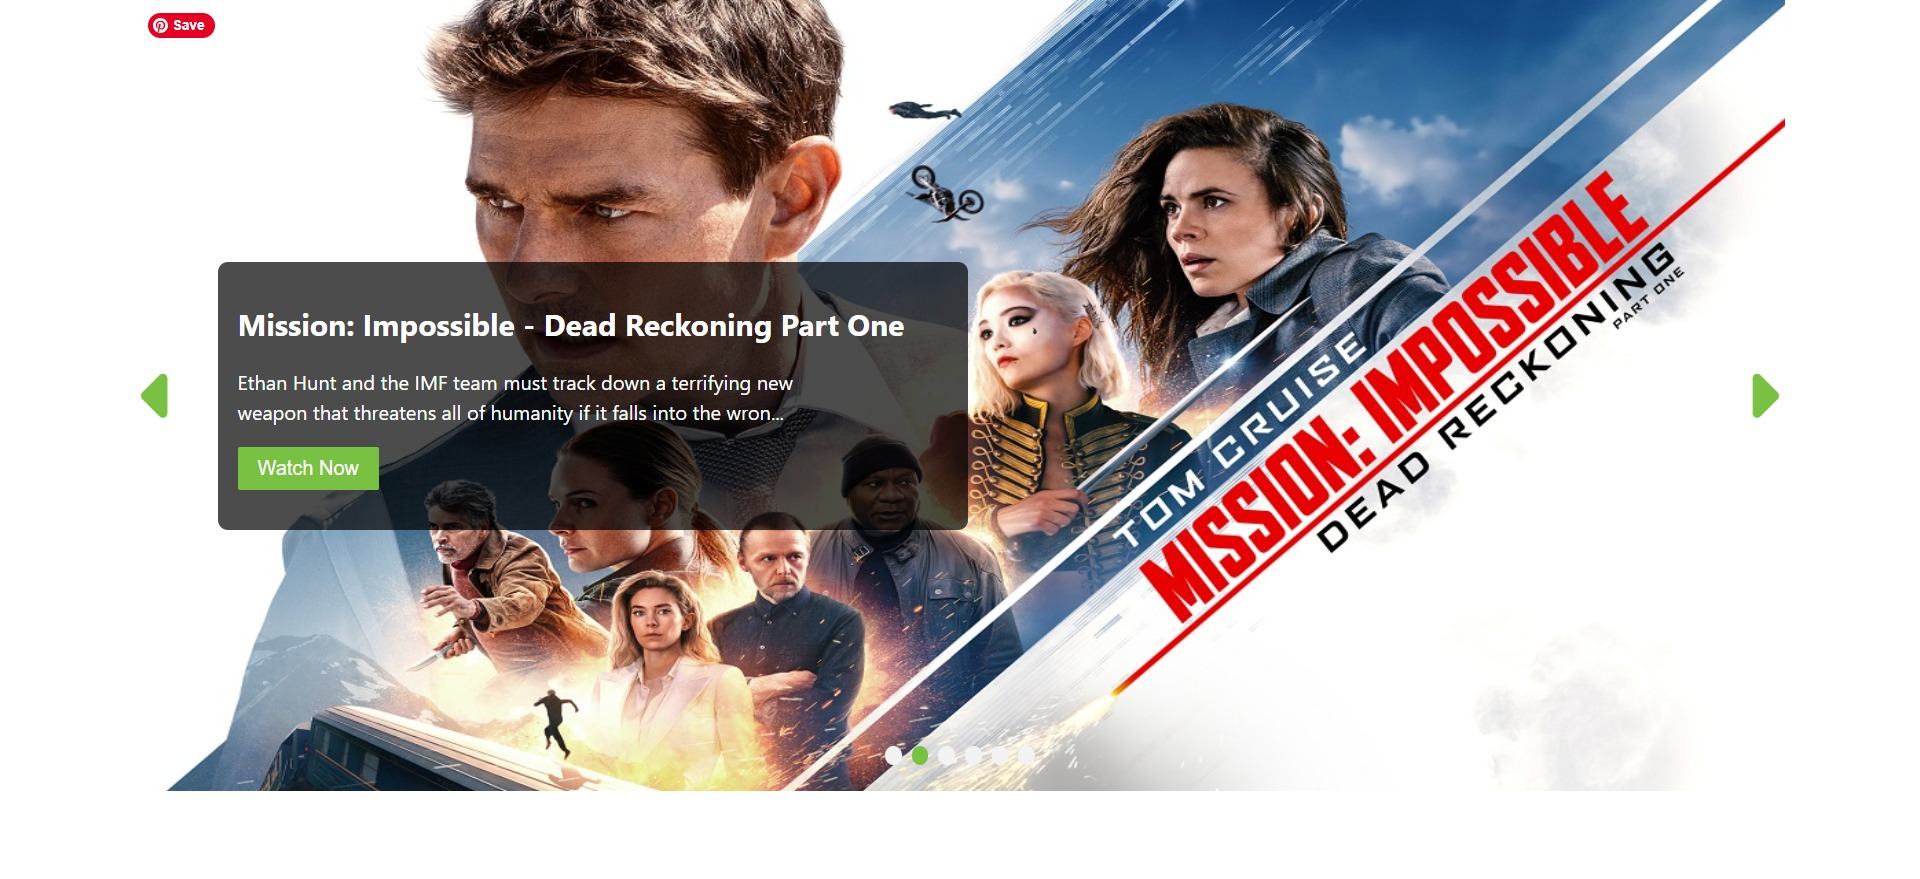 Save
Mission: Impossible - Dead Reckoning Part One
Ethan Hunt and the IMF team must track down a terrifying new
weapon that threatens all of humanity if it falls into the wron...
Watch Now
TOM CRUISE
MISSION: IMPOSSIBLE
DEAD RECKONING
PART ONE